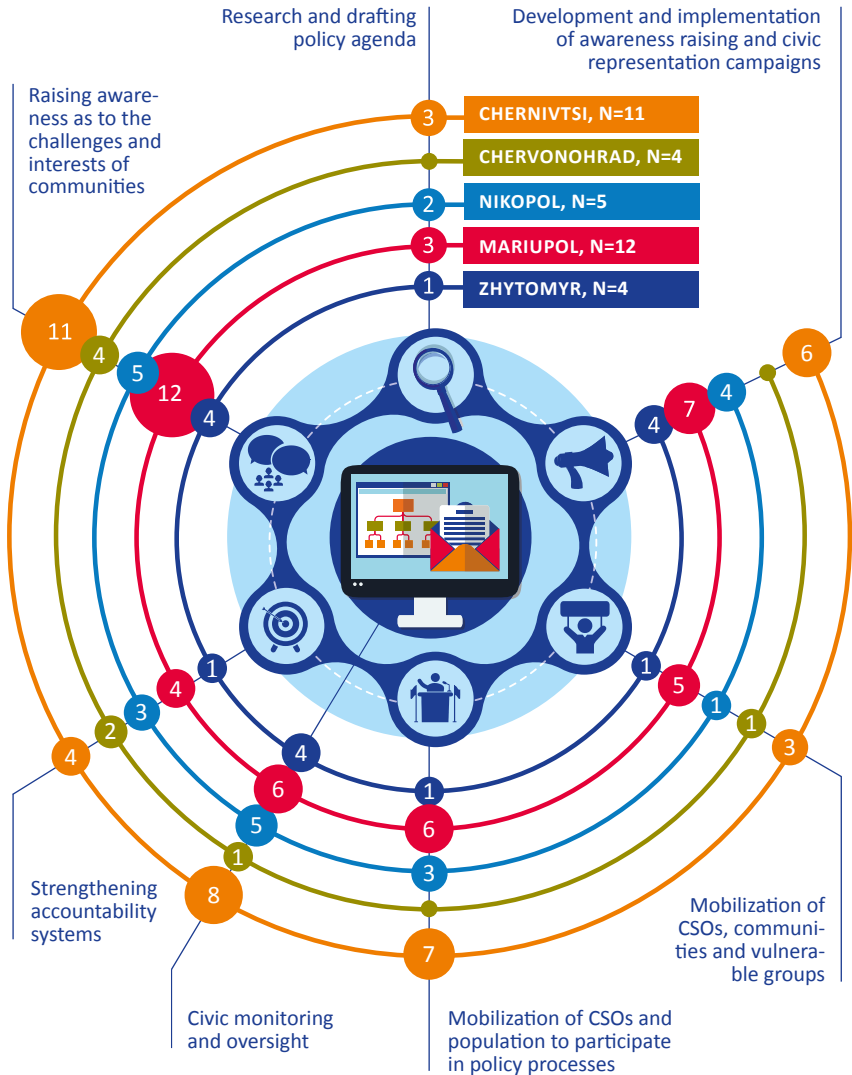 Research and drafting
policy agenda
Development and implementation
of awareness raising and civic
representation campaigns
Raising aware-
ness as to the
challenges and
interests of
communities
3
CHERNIVTSI, N=11
CHERVONOHRAD, N=4
2
NIKOPOL, N=5
3
MARIUPOL, N=12
1
ZHYTOMYR, N=4
11
4
5
12
4
6
4
7
4
1
5
1
1
3
1
4
3
2
4
4
6
5
1
8
1
6
3
7
Strengthening
accountability
systems
Mobilization of
CSOs, communi-
ties and vulnera-
ble groups
Civic monitoring
and oversight
Mobilization of CSOs and
population to participate
in policy processes